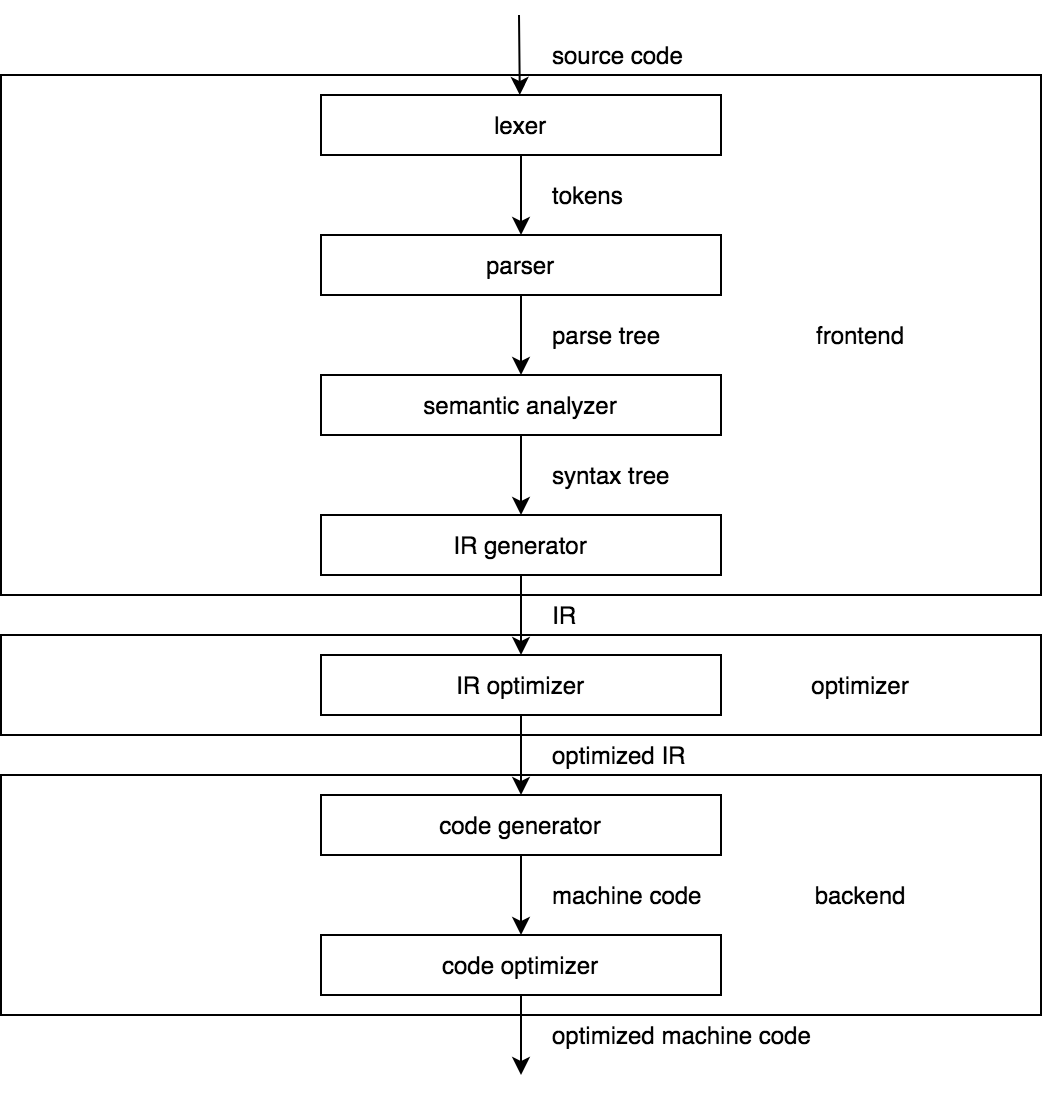 source code
lexer
tokens
parser
parse tree
frontend
semantic analyzer
syntax tree
IR generator
IR
IR optimizer
optimizer
optimized IR
code generator
machine code
backend
code optimizer
optimized machine code